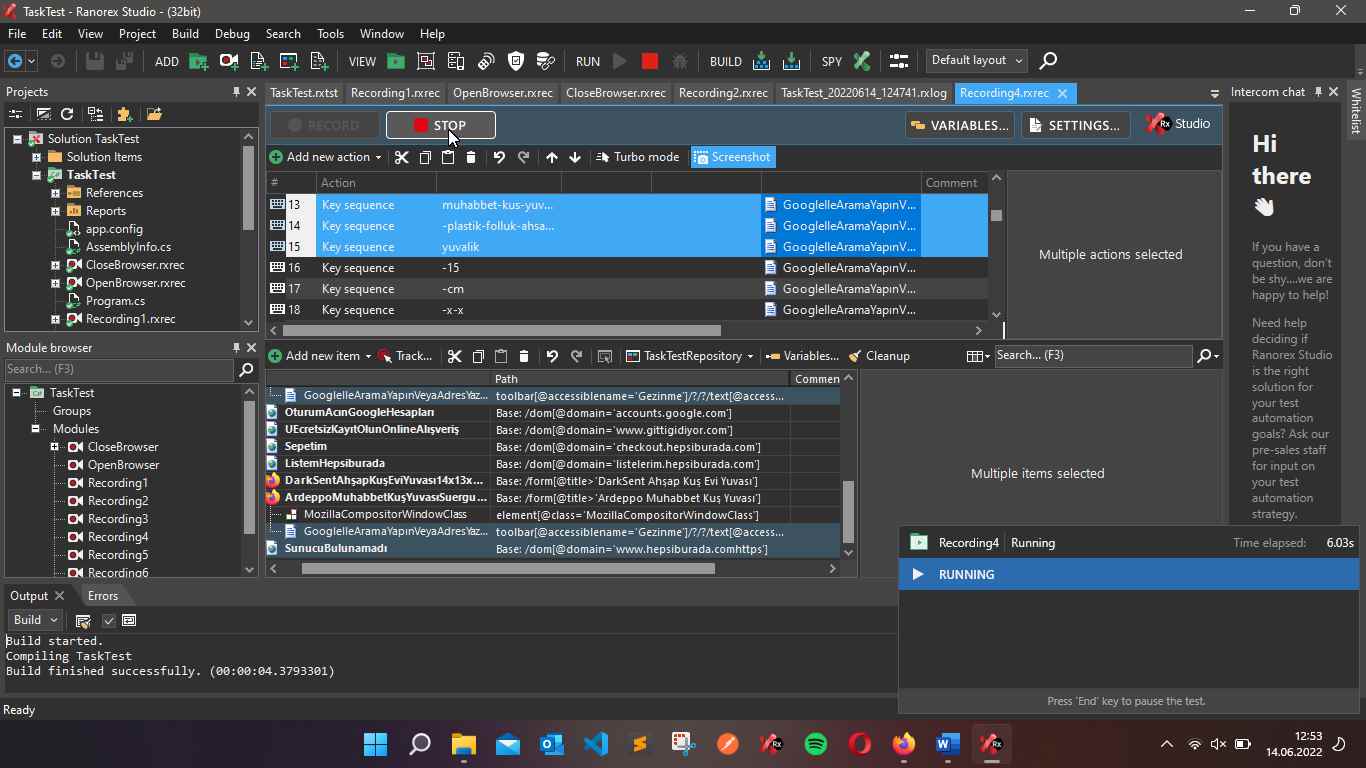 TaskTest - Ranorex Studio - (32bit)
File Edit View Project Build Debug Search Tools Window Help
ADD VIEW RUN BUILD SPY Default layout
Projects
Solution TaskTest
Solution Items
TaskTest
References
Reports
app.config
AssemblyInfo.cs
CloseBrowser.rxrec
OpenBrowser.rxrec
Program.cs
Recording1.rxrec
Module browser
Search... (F3)
TaskTest
Groups
Modules
CloseBrowser
OpenBrowser
Recording1
Recording2
Recording3
Recording4
Recording5
Recording6
TaskTest.rxtst Recording1.rxrec OpenBrowser.rxrec CloseBrowser.rxrec Recording2.rxrec TaskTest_20220614_124741.rxlog Recording4.rxrec
RECORD STOP VARIABLES... SETTINGS... Rx Studio
Add new action Turbo mode Screenshot
# Action Comment
13 Key sequence muhabbet-kus-yuv... GooglelleAramaYapınV...
14 Key sequence -plastik-folluk-ahsa... GooglelleAramaYapınV...
15 Key sequence yuvalik GooglelleAramaYapınV...
16 Key sequence -15 GooglelleAramaYapınV...
17 Key sequence -cm GooglelleAramaYapınV...
18 Key sequence -x-x GooglelleAramaYapınV...
Multiple actions selected
Add new item Track... TaskTestRepository Variables... Cleanup Search... (F3)
Path Commen
GooglelleAramaYapınVeyaAdresYaz... toolbar[@accessiblename='Gezinme']/?/?/text[@access...
OturumAcınGoogleHesapları Base: /dom[@domain='accounts.google.com']
UEcretsizKayıtOlunOnlineAlışveriş Base: /dom[@domain='www.gittigidiyor.com']
Sepetim Base: /dom[@domain='checkout.hepsiburada.com']
ListemHepsiburada Base: /dom[@domain='listelerim.hepsiburada.com']
DarkSentAhşapKuşEviYuvası14x13x... Base: /form[@title>'DarkSent Ahşap Kuş Evi Yuvası']
ArdeppoMuhabbetKuşYuvasıSuergu... Base: /form[@title>'Ardeppo Muhabbet Kuş Yuvası']
MozillaCompositorWindowClass element[@class='MozillaCompositorWindowClass']
GooglelleAramaYapınVeyaAdresYaz... toolbar[@accessiblename='Gezinme']/?/?/text[@access...
SunucuBulunamadı Base: /dom[@domain='www.hepsiburada.comhttps']
Multiple items selected
Intercom chat
Whitelist
Hi
there
If you have a
question, don't
be shy....we are
happy to help!
Need help
deciding if
Ranorex Studio
is the right
solution for
your test
automation
goals? Ask our
pre-sales staff
for input on
your test
automation
strategy.
Output Errors
Build
Build started.
Compiling TaskTest
Build finished successfully. (00:00:04.3793301)
Recording4 Running Time elapsed: 6.03s
RUNNING
Press 'End' key to pause the test.
Ready
Rx Rx
12:53
14.06.2022